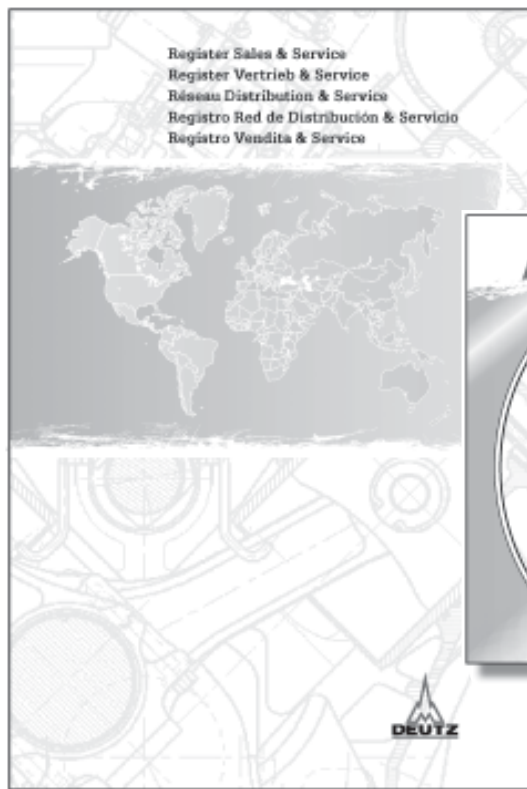 Register Sales & Service
Register Vertrieb & Service
Réseau Distribution & Service
Registro Red de Distribución & Servicio
Registro Vendita & Service
DEUTZ